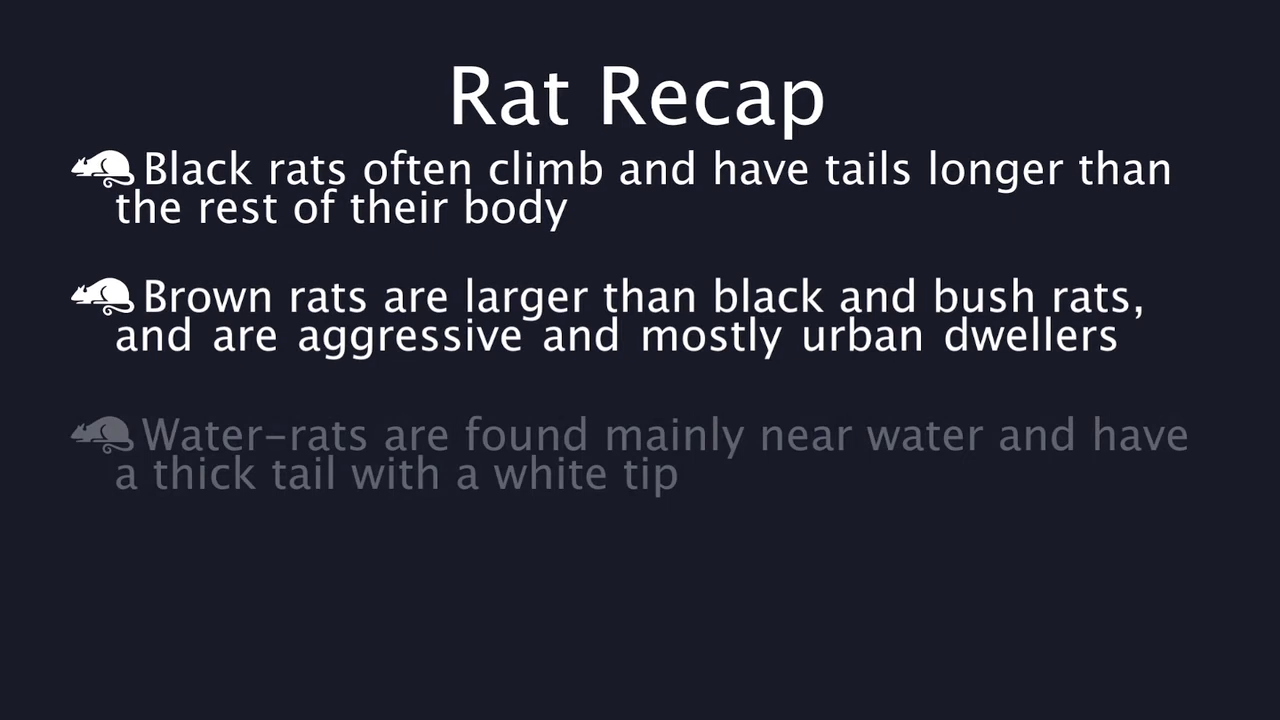 Rat Recap
Black rats often climb and have tails longer than
the rest of their body
Brown rats are larger than black and bush rats,
and are aggressive and mostly urban dwellers
Water-rats are found mainly near water and have
a thick tail with a white tip